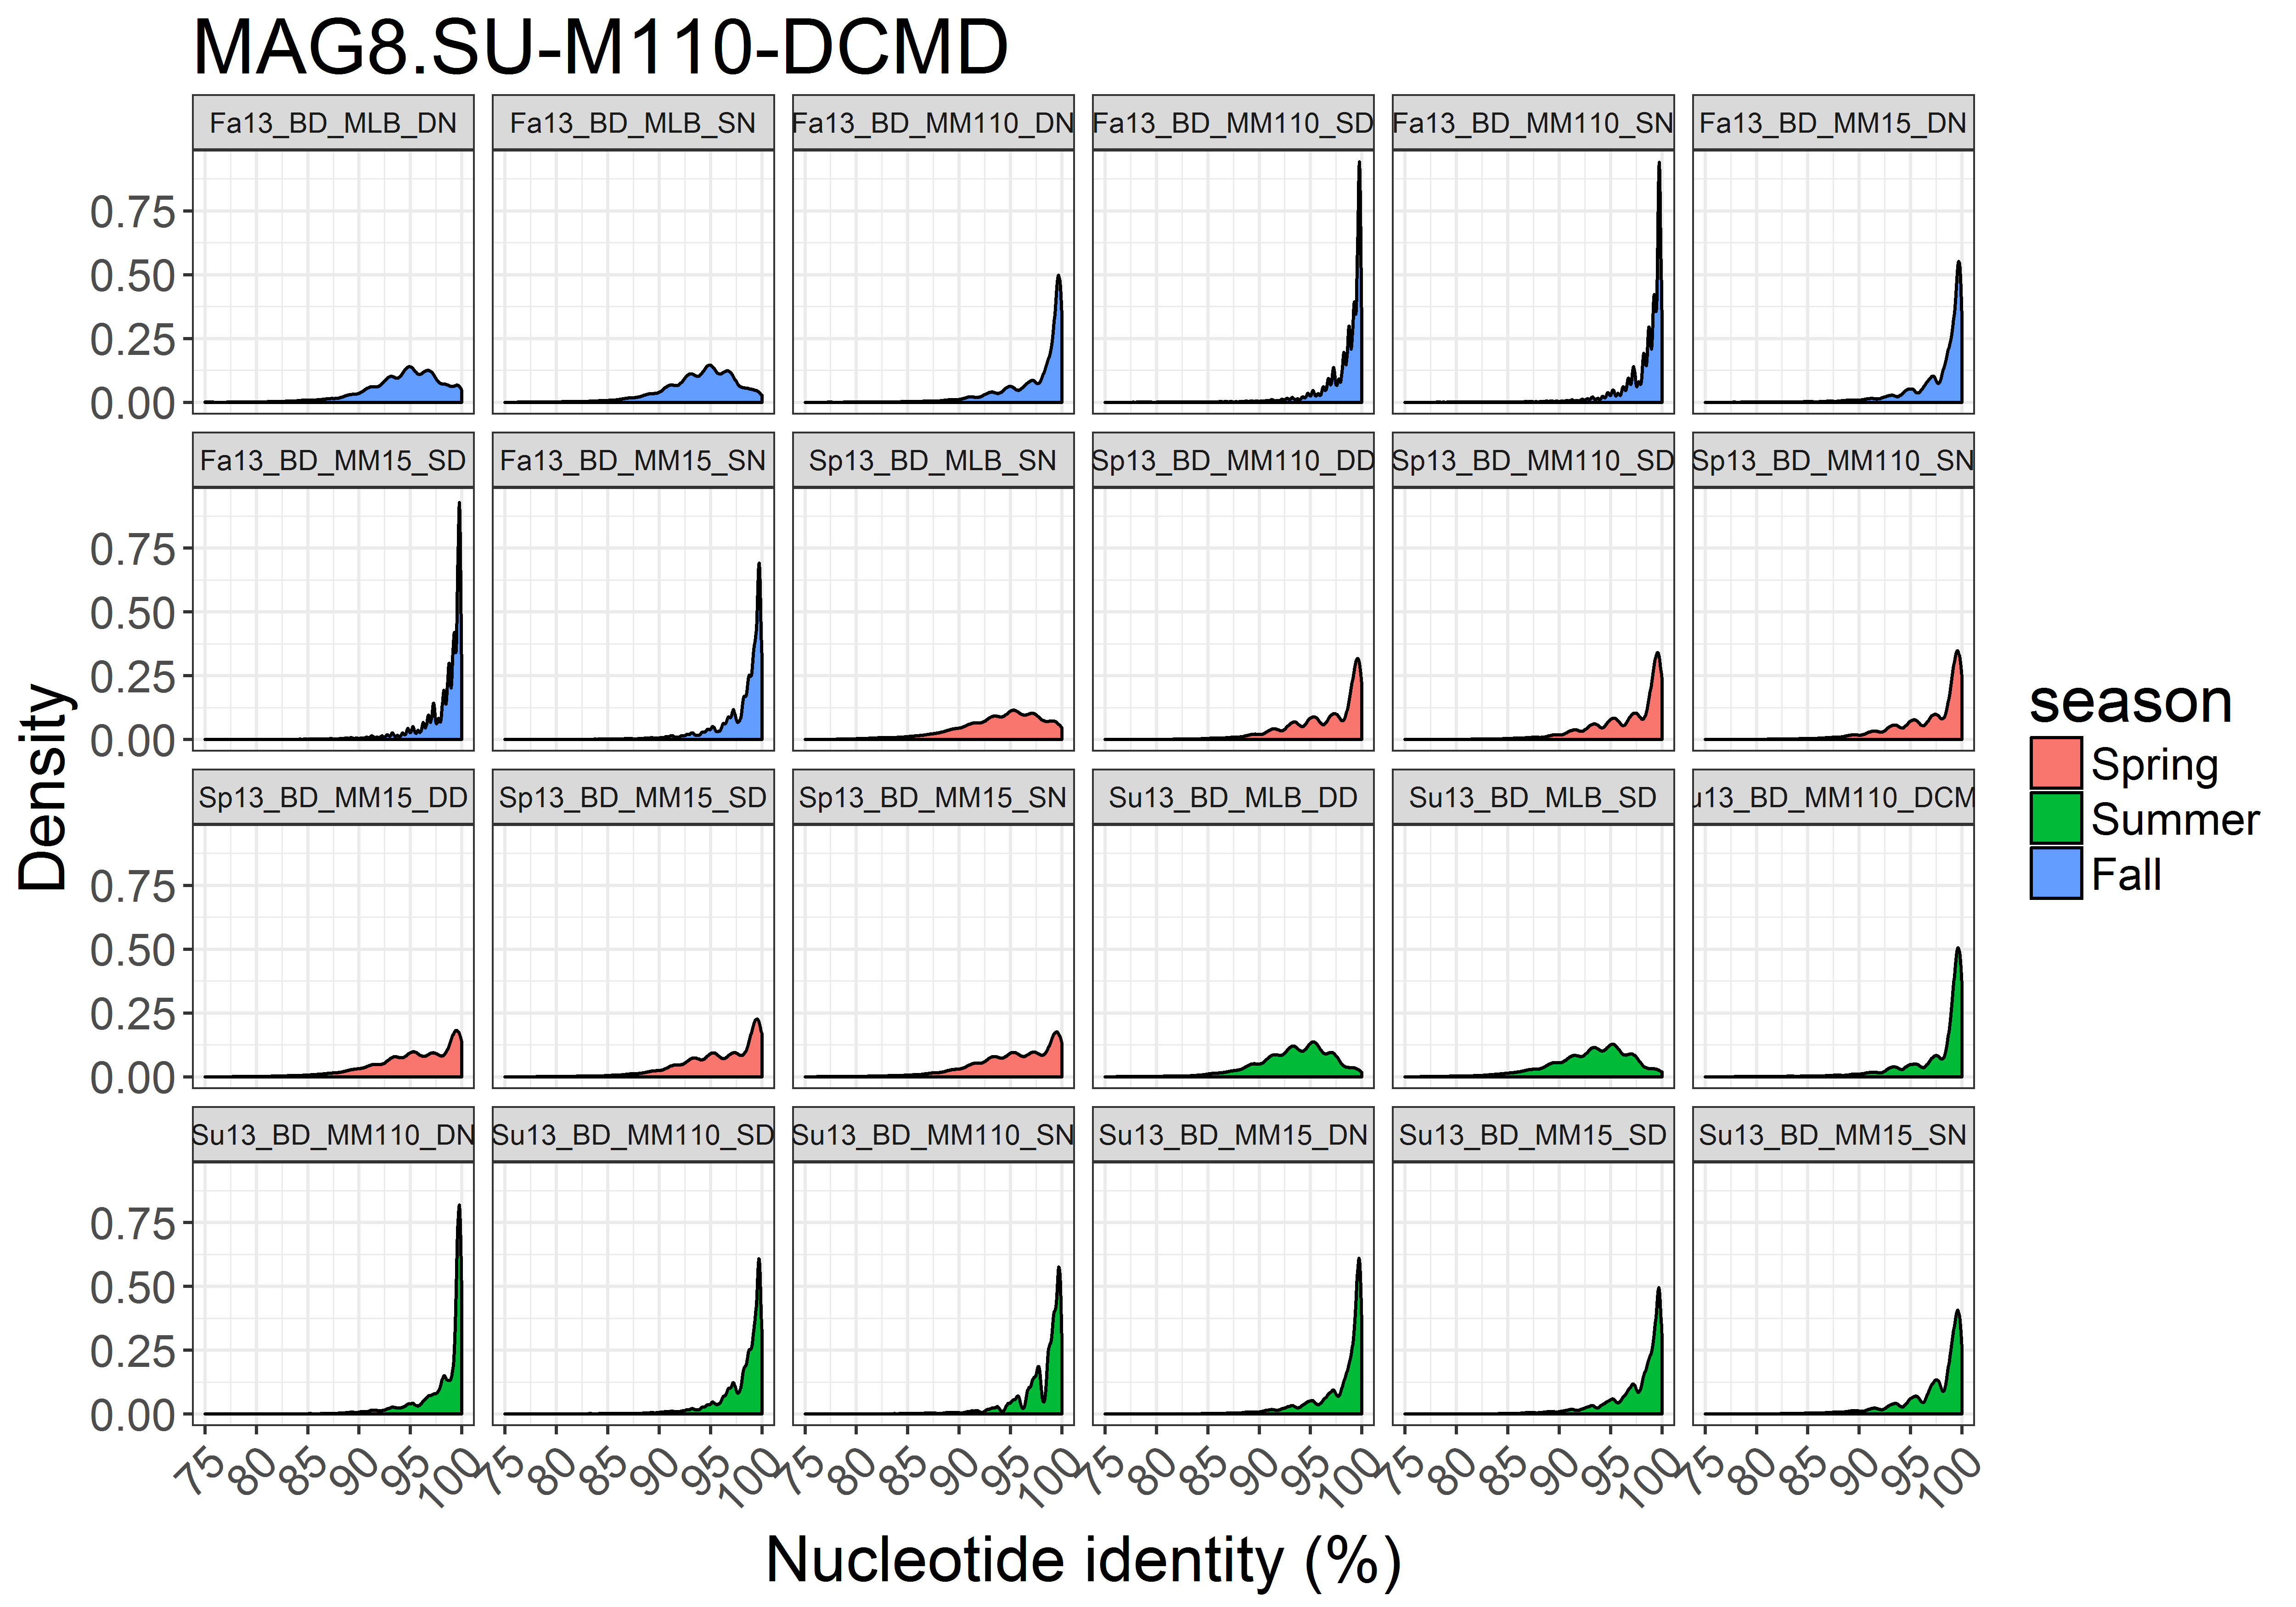 MAG8.SU-M110-DCMD
Fa13_BD_MLB_DN Fa13_BD_MLB_SN Fa13_BD_MM110_DN Fa13_BD_MM110_SD Fa13_BD_MM110_SN Fa13_BD_MM15_DN
0.75
0.50
0.25
0.00
Fa13_BD_MM15_SD Fa13_BD_MM15_SN Sp13_BD_MLB_SN Sp13_BD_MM110_DD Sp13_BD_MM110_SD Sp13_BD_MM110_SN
0.75
0.50
0.25
0.00
Sp13_BD_MM15_DD Sp13_BD_MM15_SD Sp13_BD_MM15_SN Su13_BD_MLB_DD Su13_BD_MLB_SD u13_BD_MM110_DCM
0.75
0.50
0.25
0.00
Su13_BD_MM110_DN Su13_BD_MM110_SD Su13_BD_MM110_SN Su13_BD_MM15_DN Su13_BD_MM15_SD Su13_BD_MM15_SN
0.75
0.50
0.25
0.00
75 80 85 90 95 100 75 80 85 90 95 100 75 80 85 90 95 100 75 80 85 90 95 100 75 80 85 90 95 100 75 80 85 90 95 100
Nucleotide identity (%)
Density
season
Spring
Summer
Fall